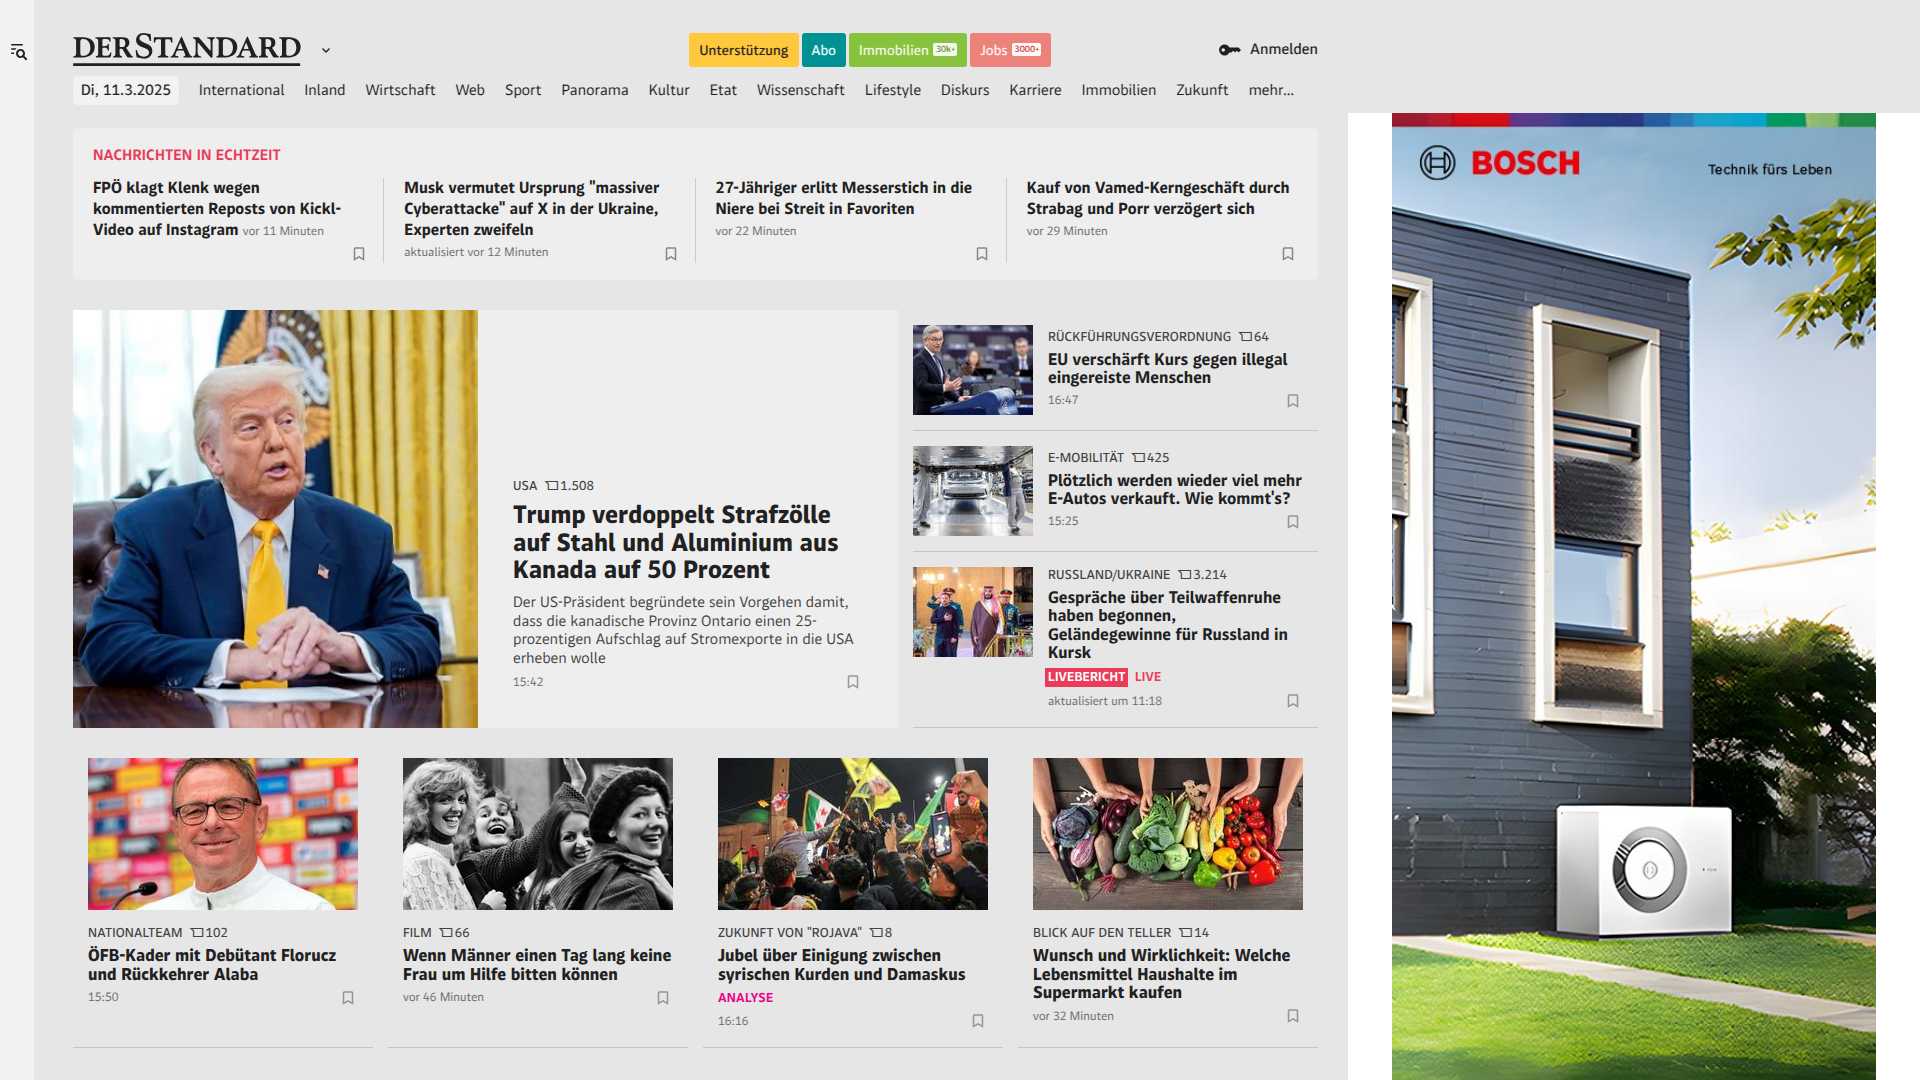 DERSTANDARD
Unterstützung Abo Immobilien 30k+ Jobs 3000+
Anmelden
Di, 11.3.2025 International Inland Wirtschaft Web Sport Panorama Kultur Etat Wissenschaft Lifestyle Diskurs Karriere Immobilien Zukunft mehr...
NACHRICHTEN IN ECHTZEIT
FPÖ klagt Klenk wegen
kommentierten Reposts von Kickl-
Video auf Instagram vor 11 Minuten
Musk vermutet Ursprung "massiver
Cyberattacke" auf X in der Ukraine,
Experten zweifeln
aktualisiert vor 12 Minuten
27-Jähriger erlitt Messerstich in die
Niere bei Streit in Favoriten
vor 22 Minuten
Kauf von Vamed-Kerngeschäft durch
Strabag und Porr verzögert sich
vor 29 Minuten
USA 1.508
Trump verdoppelt Strafzölle
auf Stahl und Aluminium aus
Kanada auf 50 Prozent
Der US-Präsident begründete sein Vorgehen damit,
dass die kanadische Provinz Ontario einen 25-
prozentigen Aufschlag auf Stromexporte in die USA
erheben wolle
15:42
RÜCKFÜHRUNGSVERORDNUNG 64
EU verschärft Kurs gegen illegal
eingereiste Menschen
16:47
E-MOBILITÄT 425
Plötzlich werden wieder viel mehr
E-Autos verkauft. Wie kommt's?
15:25
RUSSLAND/UKRAINE 3.214
Gespräche über Teilwaffenruhe
haben begonnen,
Geländegewinne für Russland in
Kursk
LIVEBERICHT LIVE
aktualisiert um 11:18
NATIONALTEAM 102
ÖFB-Kader mit Debütant Florucz
und Rückkehrer Alaba
15:50
FILM 66
Wenn Männer einen Tag lang keine
Frau um Hilfe bitten können
vor 46 Minuten
ZUKUNFT VON "ROJAVA" 8
Jubel über Einigung zwischen
syrischen Kurden und Damaskus
ANALYSE
16:16
BLICK AUF DEN TELLER 14
Wunsch und Wirklichkeit: Welche
Lebensmittel Haushalte im
Supermarkt kaufen
vor 32 Minuten
BOSCH
Technik fürs Leben